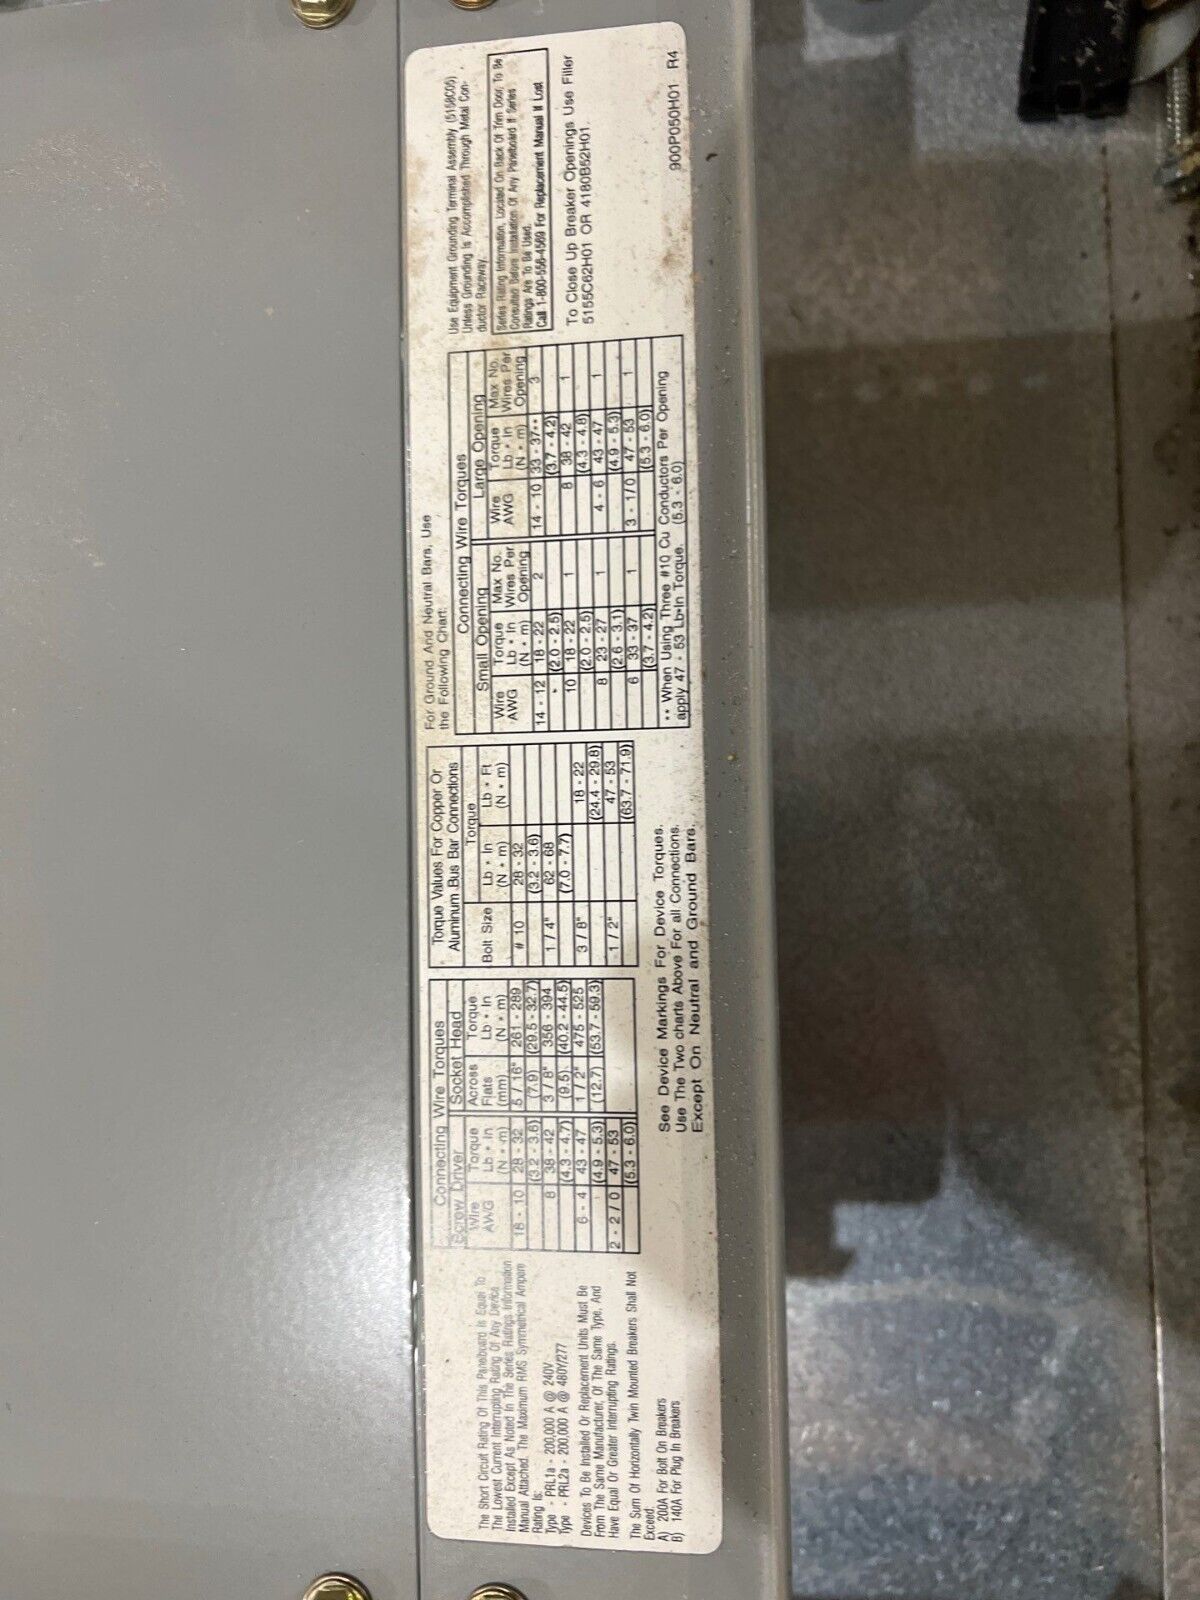 The Short Circuit Rating Of This Panelboard Is Equal To
The Lowest Current Interrupting Rating Of Any Device
Installed Except As Noted In The Series Ratings Information
Manual Attached. The Maximum RMS Symmetrical Ampere
Rating Is:
Type - PRL1a - 200,000 A @ 240V
Type - PRL2a - 200,000 A @ 480Y/277
Devices To Be Installed Or Replacement Units Must Be
From The Same Manufacturer, Of The Same Type, And
Have Equal Or Greater Interrupting Ratings.
The Sum Of Horizontally Twin Mounted Breakers Shall Not
Exceed:
A) 200A For Bolt On Breakers
B) 140A For Plug In Breakers
Connecting Wire Torques
Screw Driver Socket Head
Wire AWG Torque Lb • In (N • m) Across Flats (mm) Torque Lb • In (N • m)
18 - 10 28 - 32 5 / 16" 261 - 289
(3.2 - 3.6) (7.9) (29.5 - 32.7)
8 38 - 42 3 / 8" 356 - 394
(4.3 - 4.7) (9.5) (40.2 - 44.5)
6 - 4 43 - 47 1 / 2" 475 - 525
(4.9 - 5.3) (12.7) (53.7 - 59.3)
2 - 2 / 0 47 - 53
(5.3 - 6.0)
Torque Values For Copper Or
Aluminum Bus Bar Connections
Torque
Bolt Size Lb • In (N • m) Lb • Ft (N • m)
# 10 28 - 32
(3.2 - 3.6)
1 / 4" 62 - 68
(7.0 - 7.7)
3 / 8" 18 - 22
(24.4 - 29.8)
1 / 2" 47 - 53
(63.7 - 71.9)
See Device Markings For Device Torques.
Use The Two charts Above For all Connections.
Except On Neutral and Ground Bars.
For Ground And Neutral Bars, Use
the Following Chart:
Connecting Wire Torques
Small Opening Large Opening
Wire AWG Torque Lb • In (N • m) Max No. Wires Per Opening Wire AWG Torque Lb • In (N • m) Max No. Wires Per Opening
14 - 12 18 - 22 2 14 - 10 33 - 37** 3
* (2.0 - 2.5) (3.7 - 4.2)
10 18 - 22 1 8 38 - 42 1
(2.0 - 2.5) (4.3 - 4.8)
8 23 - 27 1 4 - 6 43 - 47 1
(2.6 - 3.1) (4.9 - 5.3)
6 33 - 37 1 3 - 1/0 47 - 53 1
(3.7 - 4.2) (5.3 - 6.0)
** When Using Three #10 Cu Conductors Per Opening
apply 47 - 53 Lb•In Torque. (5.3 - 6.0)
Use Equipment Grounding Terminal Assembly (5158C05)
Unless Grounding Is Accomplished Through Metal Con-
ductor Raceway.
Series Rating Information, Located On Back Of Trim Door, To Be
Consulted Before Installation Of Any Panelboard If Series
Ratings Are To Be Used.
Call 1-800-556-4569 For Replacement Manual If Lost
To Close Up Breaker Openings Use Filler
5155C62H01 OR 4180B52H01.
900P050H01 R4